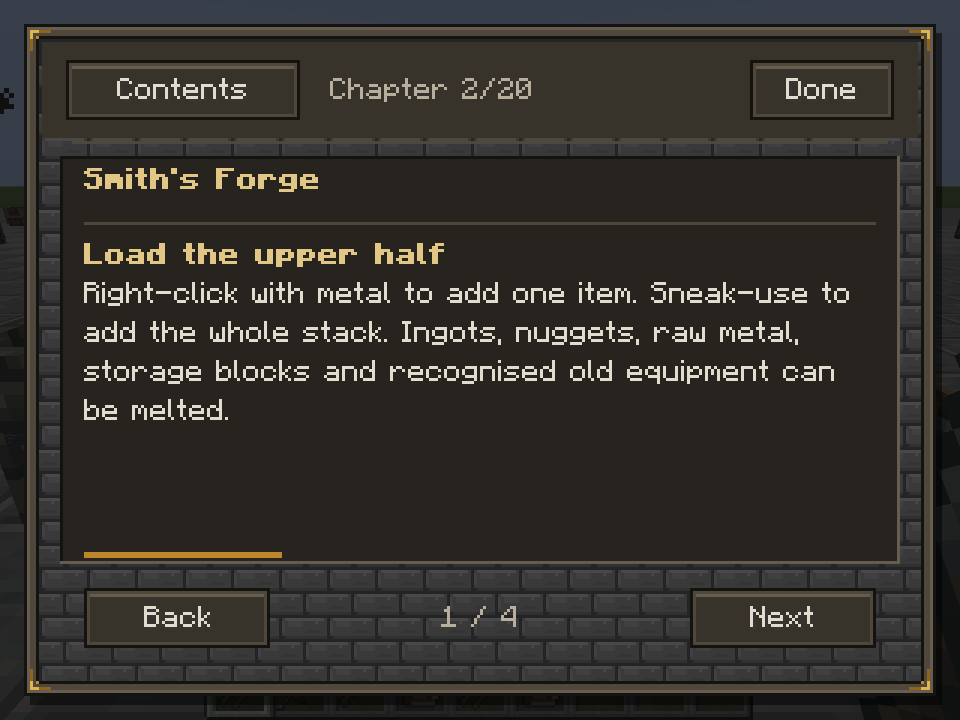 Contents
Chapter 2/20
Done
Smith's Forge
Load the upper half
Right-click with metal to add one item. Sneak-use to
add the whole stack. Ingots, nuggets, raw metal,
storage blocks and recognised old equipment can
be melted.
Back
1 / 4
Next